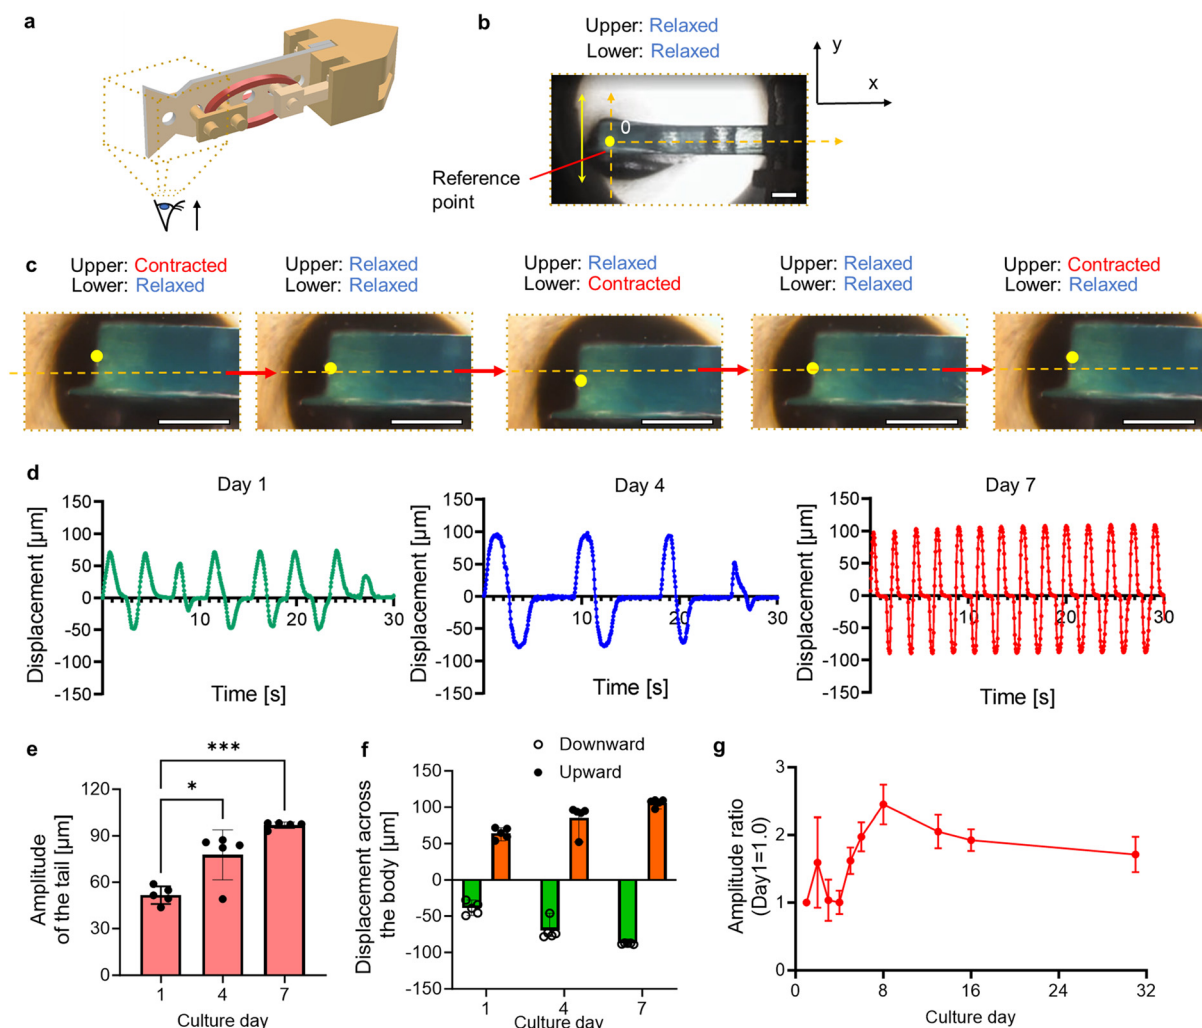 a
b
Upper: Relaxed
Lower: Relaxed
y
x
0
Reference
point
c
Upper: Contracted
Lower: Relaxed
Upper: Relaxed
Lower: Relaxed
Upper: Relaxed
Lower: Contracted
Upper: Relaxed
Lower: Relaxed
Upper: Contracted
Lower: Relaxed
d
Day 1
Displacement [µm]
150
100
50
0
-50
-100
-150
10
20
30
Time [s]
Day 4
Displacement [µm]
150
100
50
0
-50
-100
-150
10
20
30
Time [s]
Day 7
Displacement [µm]
150
100
50
0
-50
-100
-150
10
20
30
Time [s]
e
Amplitude
of the tail [µm]
120
90
60
30
0
***
*
1 4 7
Culture day
f
Downward
Upward
Displacement across
the body [µm]
150
100
50
0
-50
-100
-150
1 4 7
Culture day
g
Amplitude ratio
(Day1=1.0)
3
2
1
0
0 8 16 24 32
Culture day